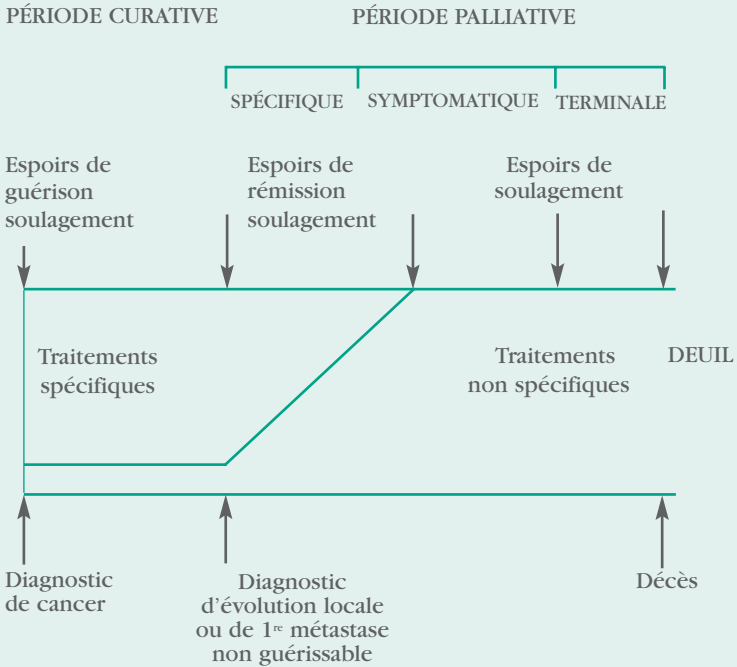 PÉRIODE CURATIVE
PÉRIODE PALLIATIVE
SPÉCIFIQUE
SYMPTOMATIQUE
TERMINALE
Espoirs de
guérison
soulagement
Espoirs de
rémission
soulagement
Espoirs de
soulagement
Traitements
spécifiques
Traitements
non spécifiques
DEUIL
Diagnostic
de cancer
Diagnostic
d'évolution locale
ou de 1re métastase
non guérissable
Décès